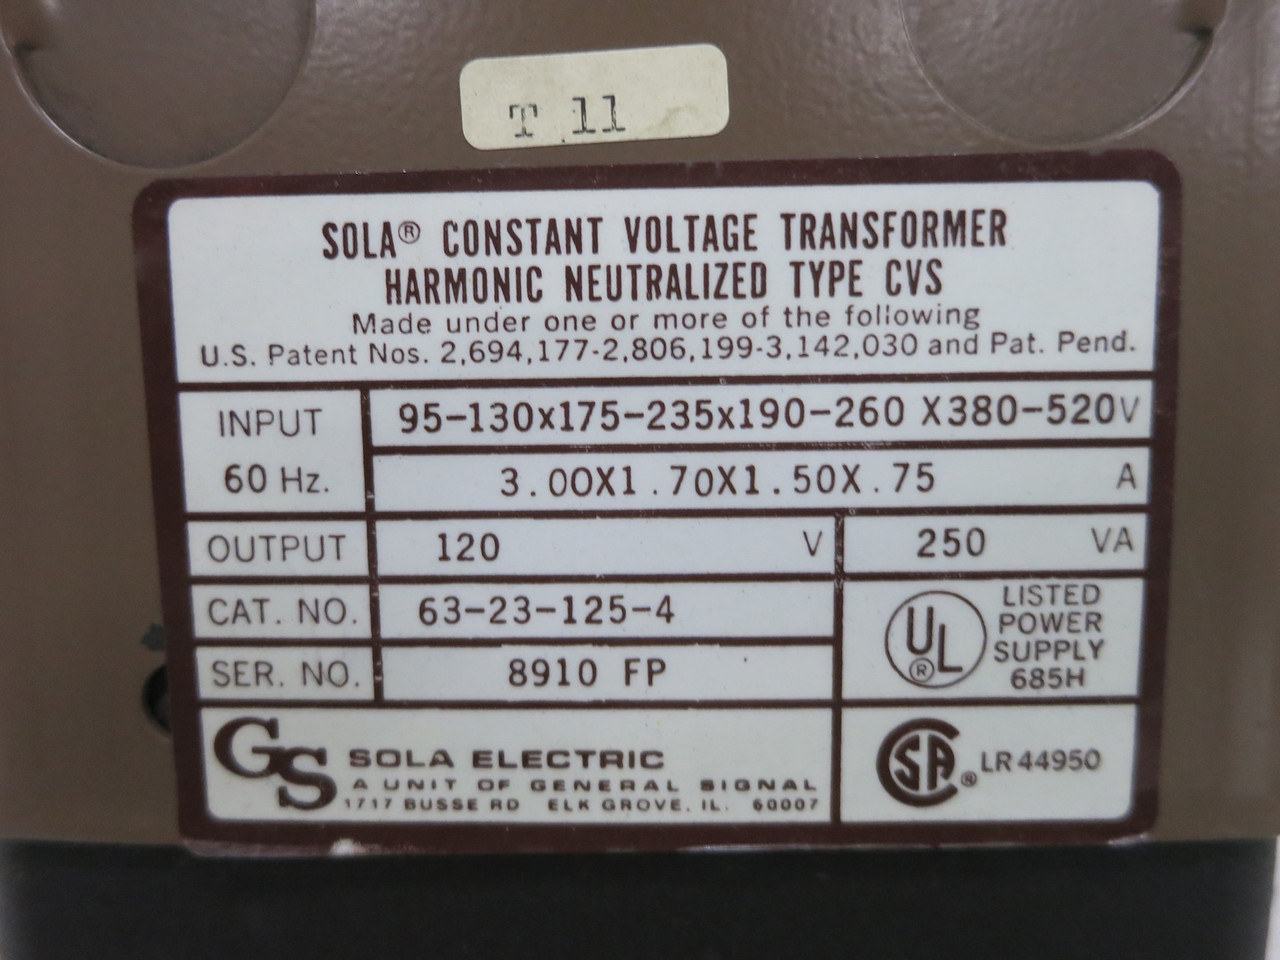 T 11
SOLA® CONSTANT VOLTAGE TRANSFORMER
HARMONIC NEUTRALIZED TYPE CVS
Made under one or more of the following
U.S. Patent Nos. 2,694,177-2,806,199-3,142,030 and Pat. Pend.
INPUT 95-130x175-235x190-260 X380-520V
60 Hz. 3.00X1.70X1.50X.75 A
OUTPUT 120 V 250 VA
CAT. NO. 63-23-125-4
SER. NO. 8910 FP
UL® LISTED
POWER
SUPPLY
685H
GS SOLA ELECTRIC
A UNIT OF GENERAL SIGNAL
1717 BUSSE RD ELK GROVE, IL. 60007
CSA® LR 44950